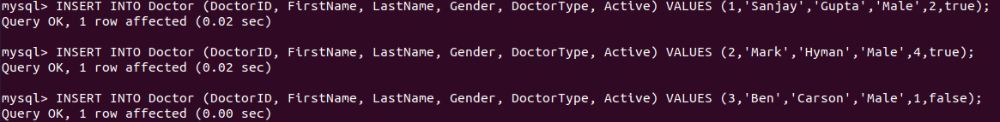 mysql> INSERT INTO Doctor (DoctorID, FirstName, LastName, Gender, DoctorType, Active) VALUES (1,'Sanjay','Gupta','Male',2,true);
Query OK, 1 row affected (0.02 sec)
mysql> INSERT INTO Doctor (DoctorID, FirstName, LastName, Gender, DoctorType, Active) VALUES (2,'Mark','Hyman','Male',4,true);
Query OK, 1 row affected (0.02 sec)
mysql> INSERT INTO Doctor (DoctorID, FirstName, LastName, Gender, DoctorType, Active) VALUES (3,'Ben','Carson','Male',1,false);
Query OK, 1 row affected (0.00 sec)